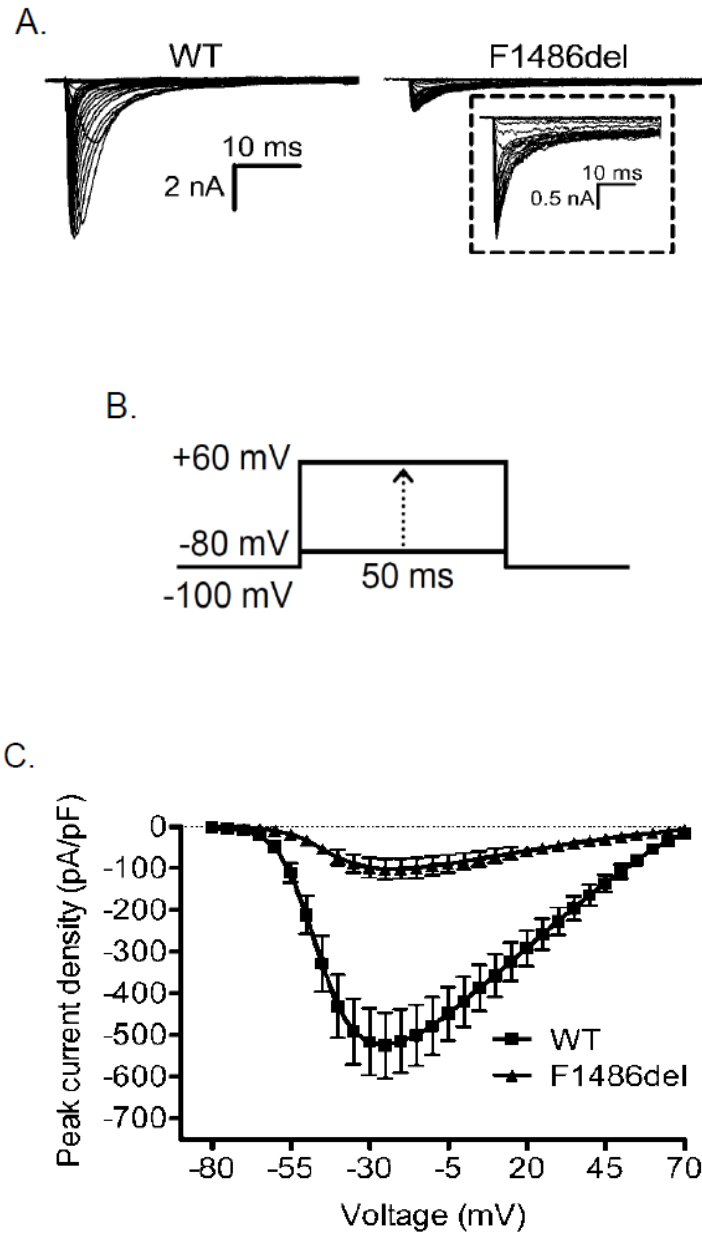 A.
WT
F1486del
10 ms
2 nA
10 ms
0.5 nA
B.
+60 mV
-80 mV
50 ms
-100 mV
C.
Peak current density (pA/pF)
0
-100
-200
-300
-400
-500
-600
-700
WT
F1486del
-80 -55 -30 -5 20 45 70
Voltage (mV)